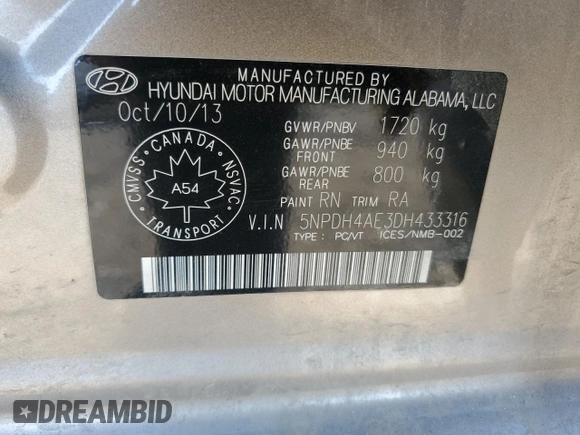 MANUFACTURED BY
HYUNDAI MOTOR MANUFACTURING ALABAMA, LLC
Oct/10/13
GVWR/PNBV 1720 kg
GAWR/PNBE FRONT 940 kg
GAWR/PNBE REAR 800 kg
PAINT RN TRIM RA
V.I.N 5NPDH4AE3DH433316
TYPE: PC/VT ICES/NMB-002
CANADA
CMVSS
NSVAC
A54
TRANSPORT
DREAMBID